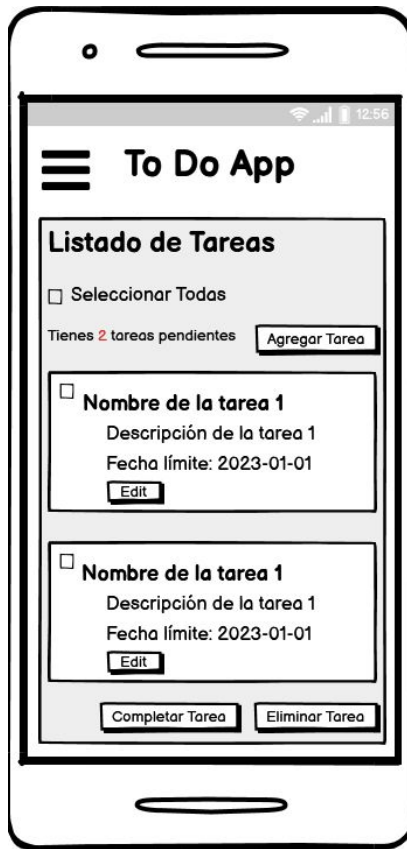 12:56
To Do App
Listado de Tareas
Seleccionar Todas
Tienes 2 tareas pendientes
Agregar Tarea
Nombre de la tarea 1
Descripción de la tarea 1
Fecha límite: 2023-01-01
Edit
Nombre de la tarea 1
Descripción de la tarea 1
Fecha límite: 2023-01-01
Edit
Completar Tarea
Eliminar Tarea